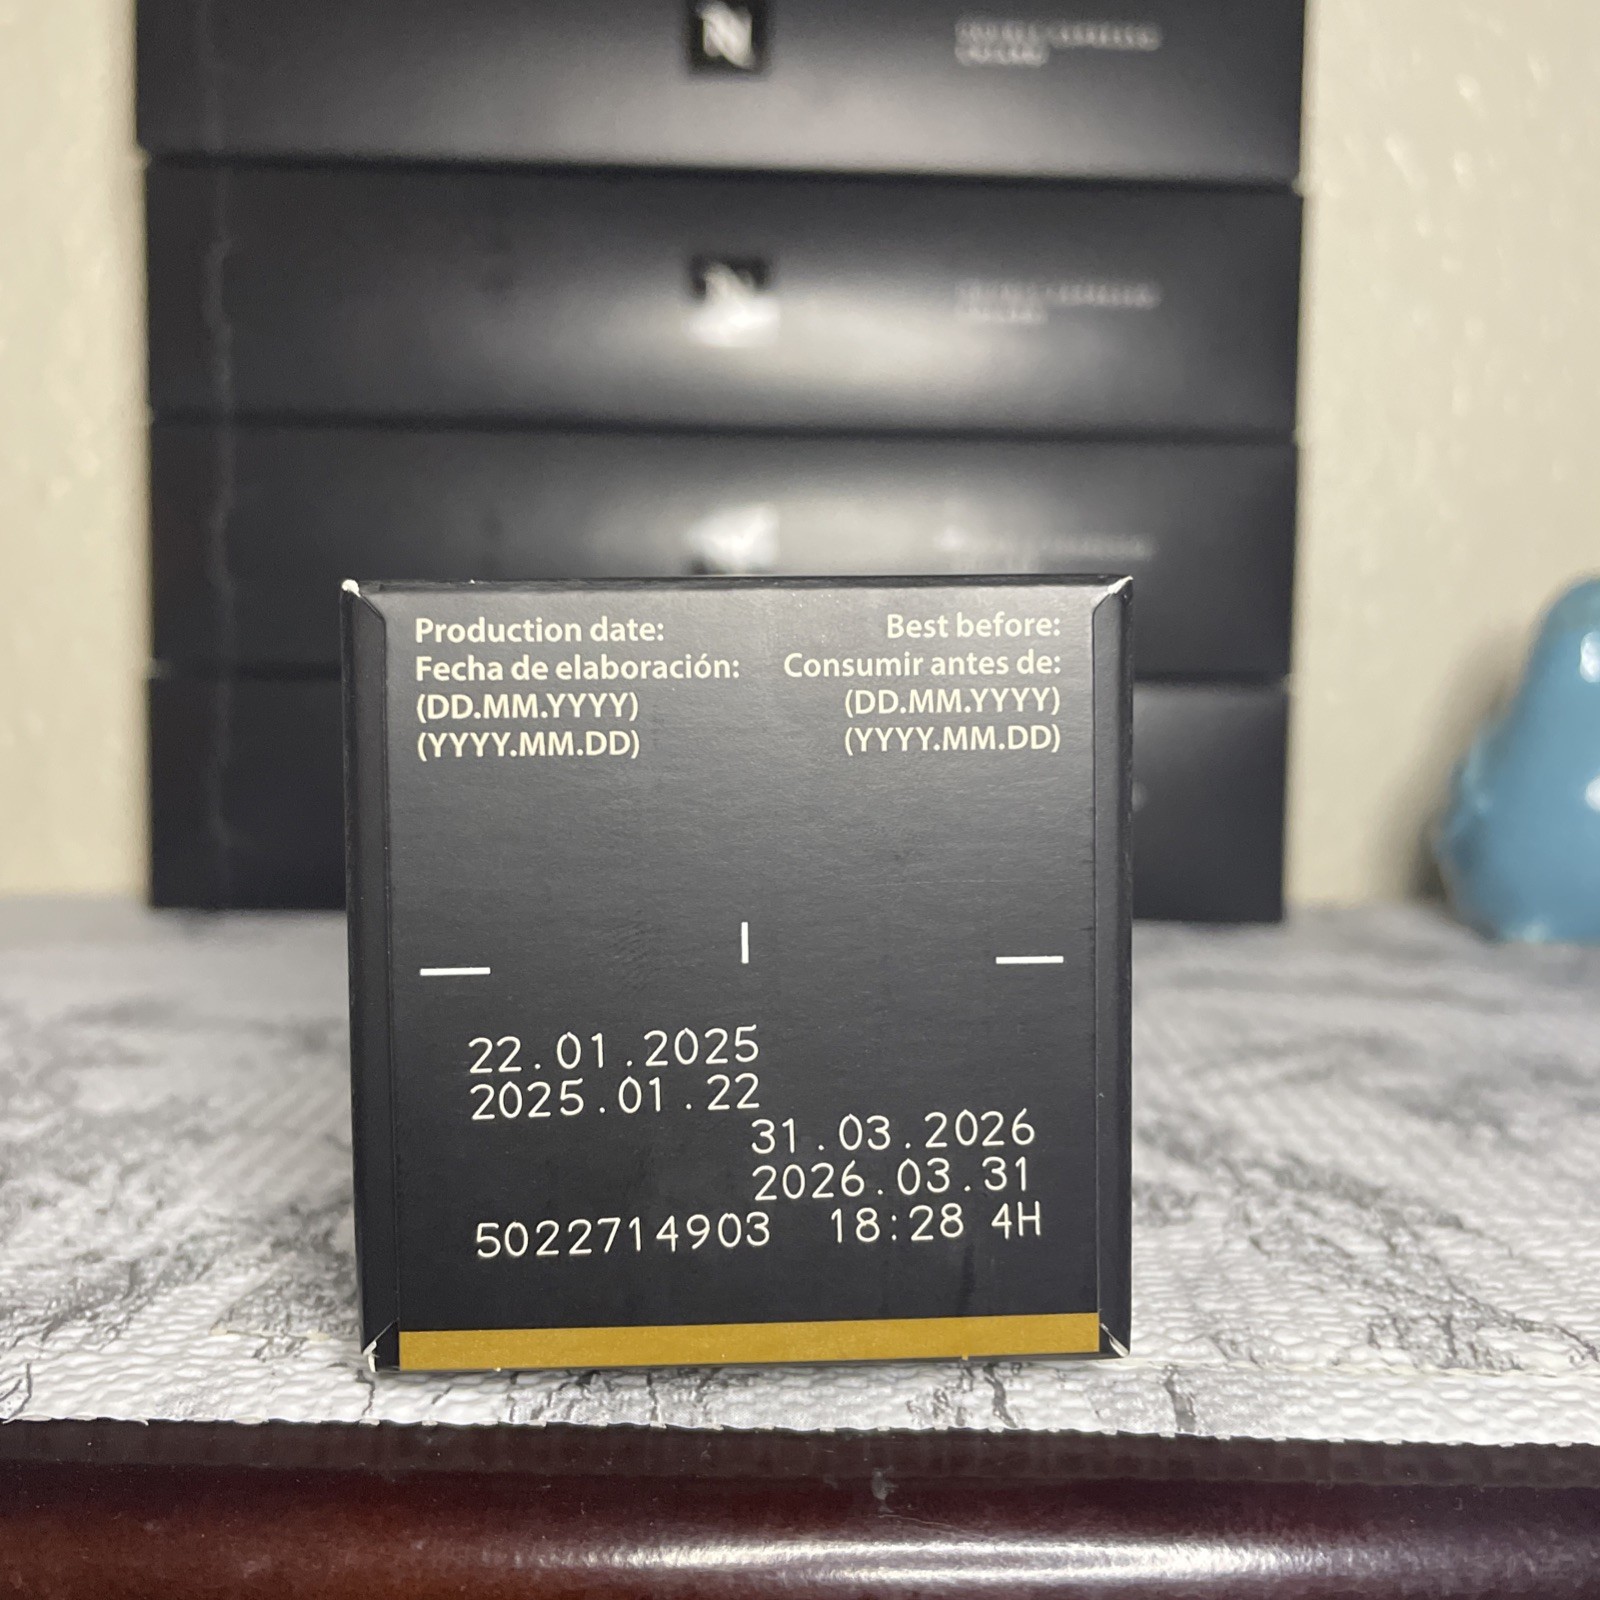 Production date:
Fecha de elaboración:
(DD.MM.YYYY)
(YYYY.MM.DD)
Best before:
Consumir antes de:
(DD.MM.YYYY)
(YYYY.MM.DD)
22.01.2025
2025.01.22
31.03.2026
2026.03.31
5022714903 18:28 4H